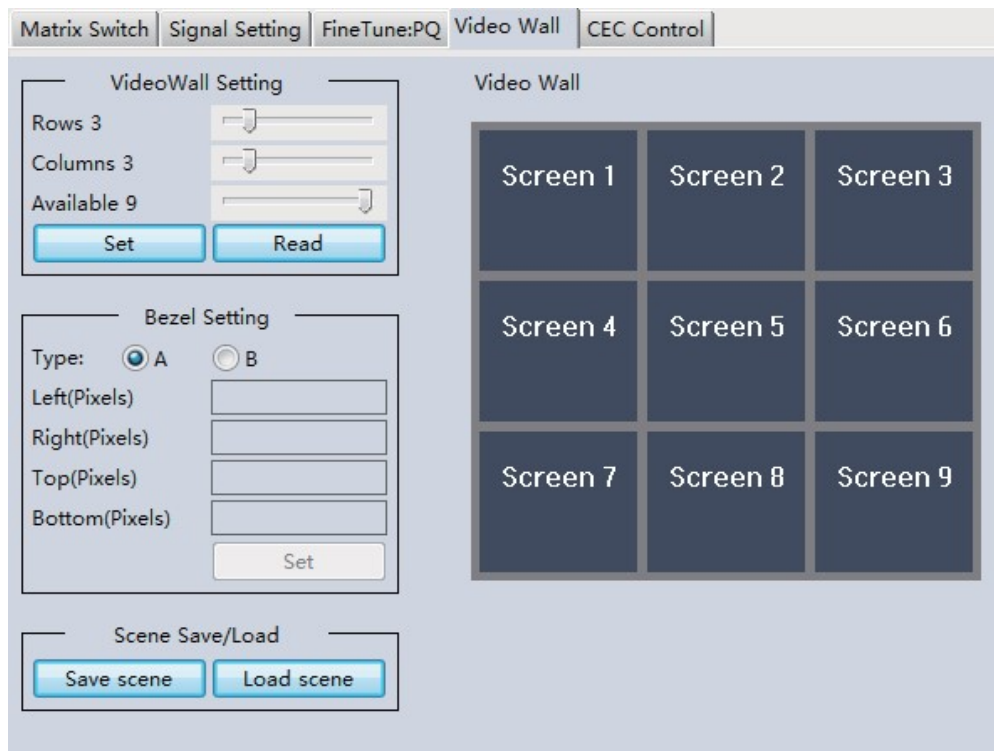 Matrix Switch Signal Setting FineTune:PQ Video Wall CEC Control
VideoWall Setting
Rows 3
Columns 3
Available 9
Set Read
Bezel Setting
Type: A B
Left(Pixels)
Right(Pixels)
Top(Pixels)
Bottom(Pixels)
Set
Scene Save/Load
Save scene Load scene
Video Wall
Screen 1 Screen 2 Screen 3
Screen 4 Screen 5 Screen 6
Screen 7 Screen 8 Screen 9